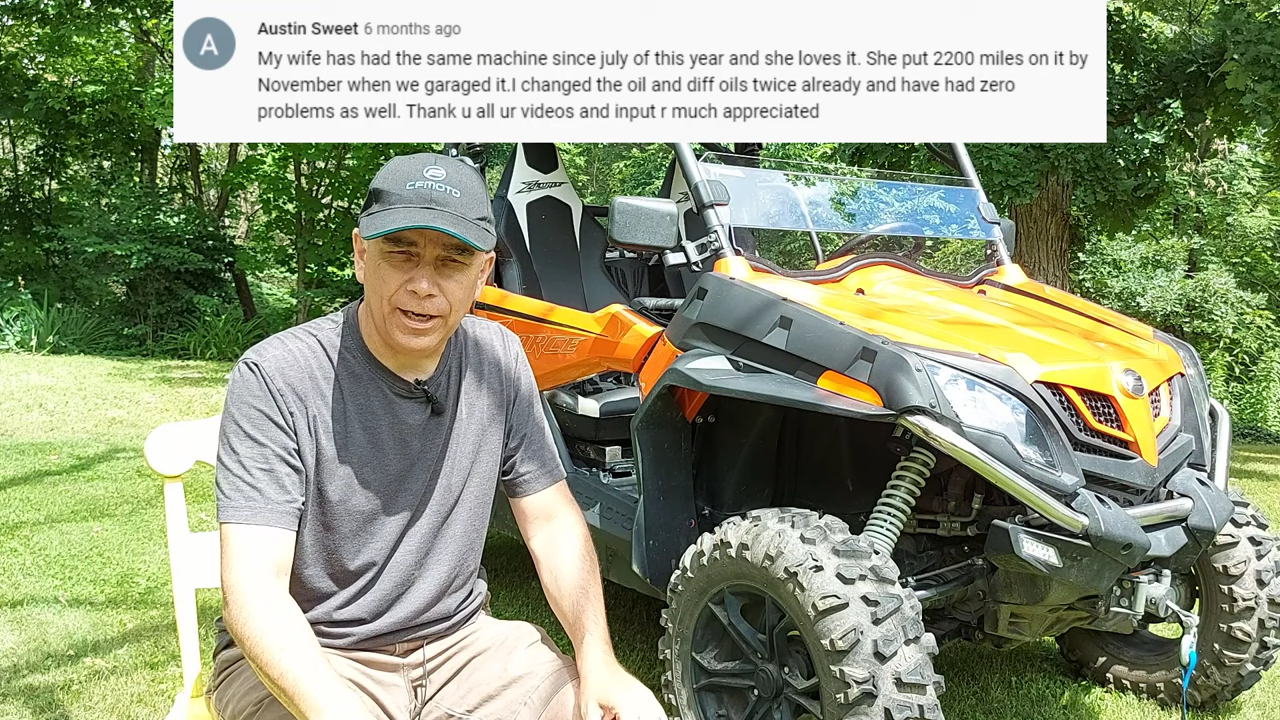 A
Austin Sweet 6 months ago
My wife has had the same machine since july of this year and she loves it. She put 2200 miles on it by
November when we garaged it.I changed the oil and diff oils twice already and have had zero
problems as well. Thank u all ur videos and input r much appreciated
CFMOTO
ZFORCE
CFMOTO